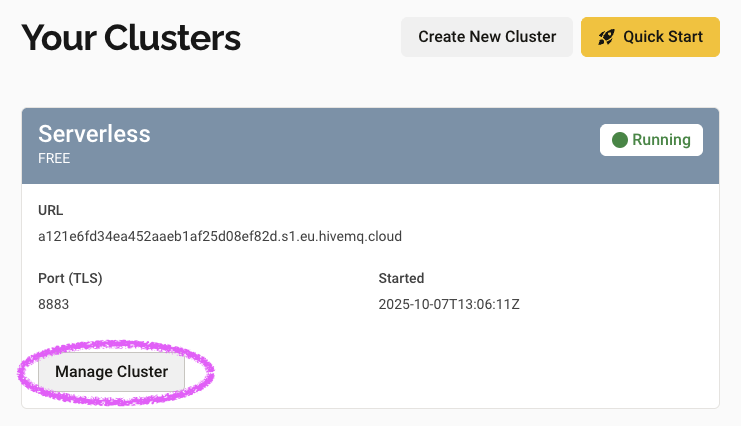 Your Clusters
Create New Cluster
Quick Start
Serverless
FREE
Running
URL
a121e6fd34ea452aaeb1af25d08ef82d.s1.eu.hivemq.cloud
Port (TLS)
Started
8883
2025-10-07T13:06:11Z
Manage Cluster